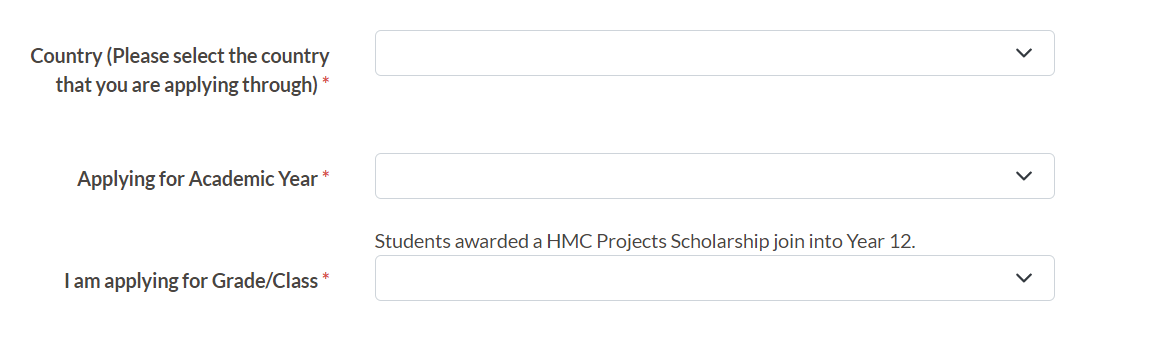 Country (Please select the country
that you are applying through) *
Applying for Academic Year *
Students awarded a HMC Projects Scholarship join into Year 12.
I am applying for Grade/Class *